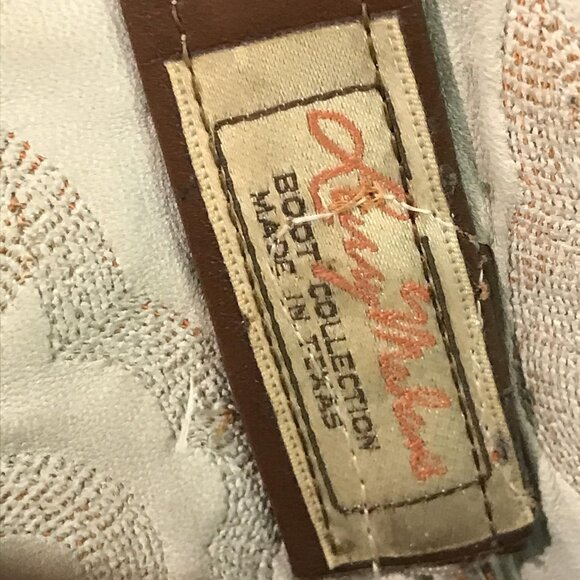 Larry Mahan
BOOT COLLECTION
MADE IN TEXAS